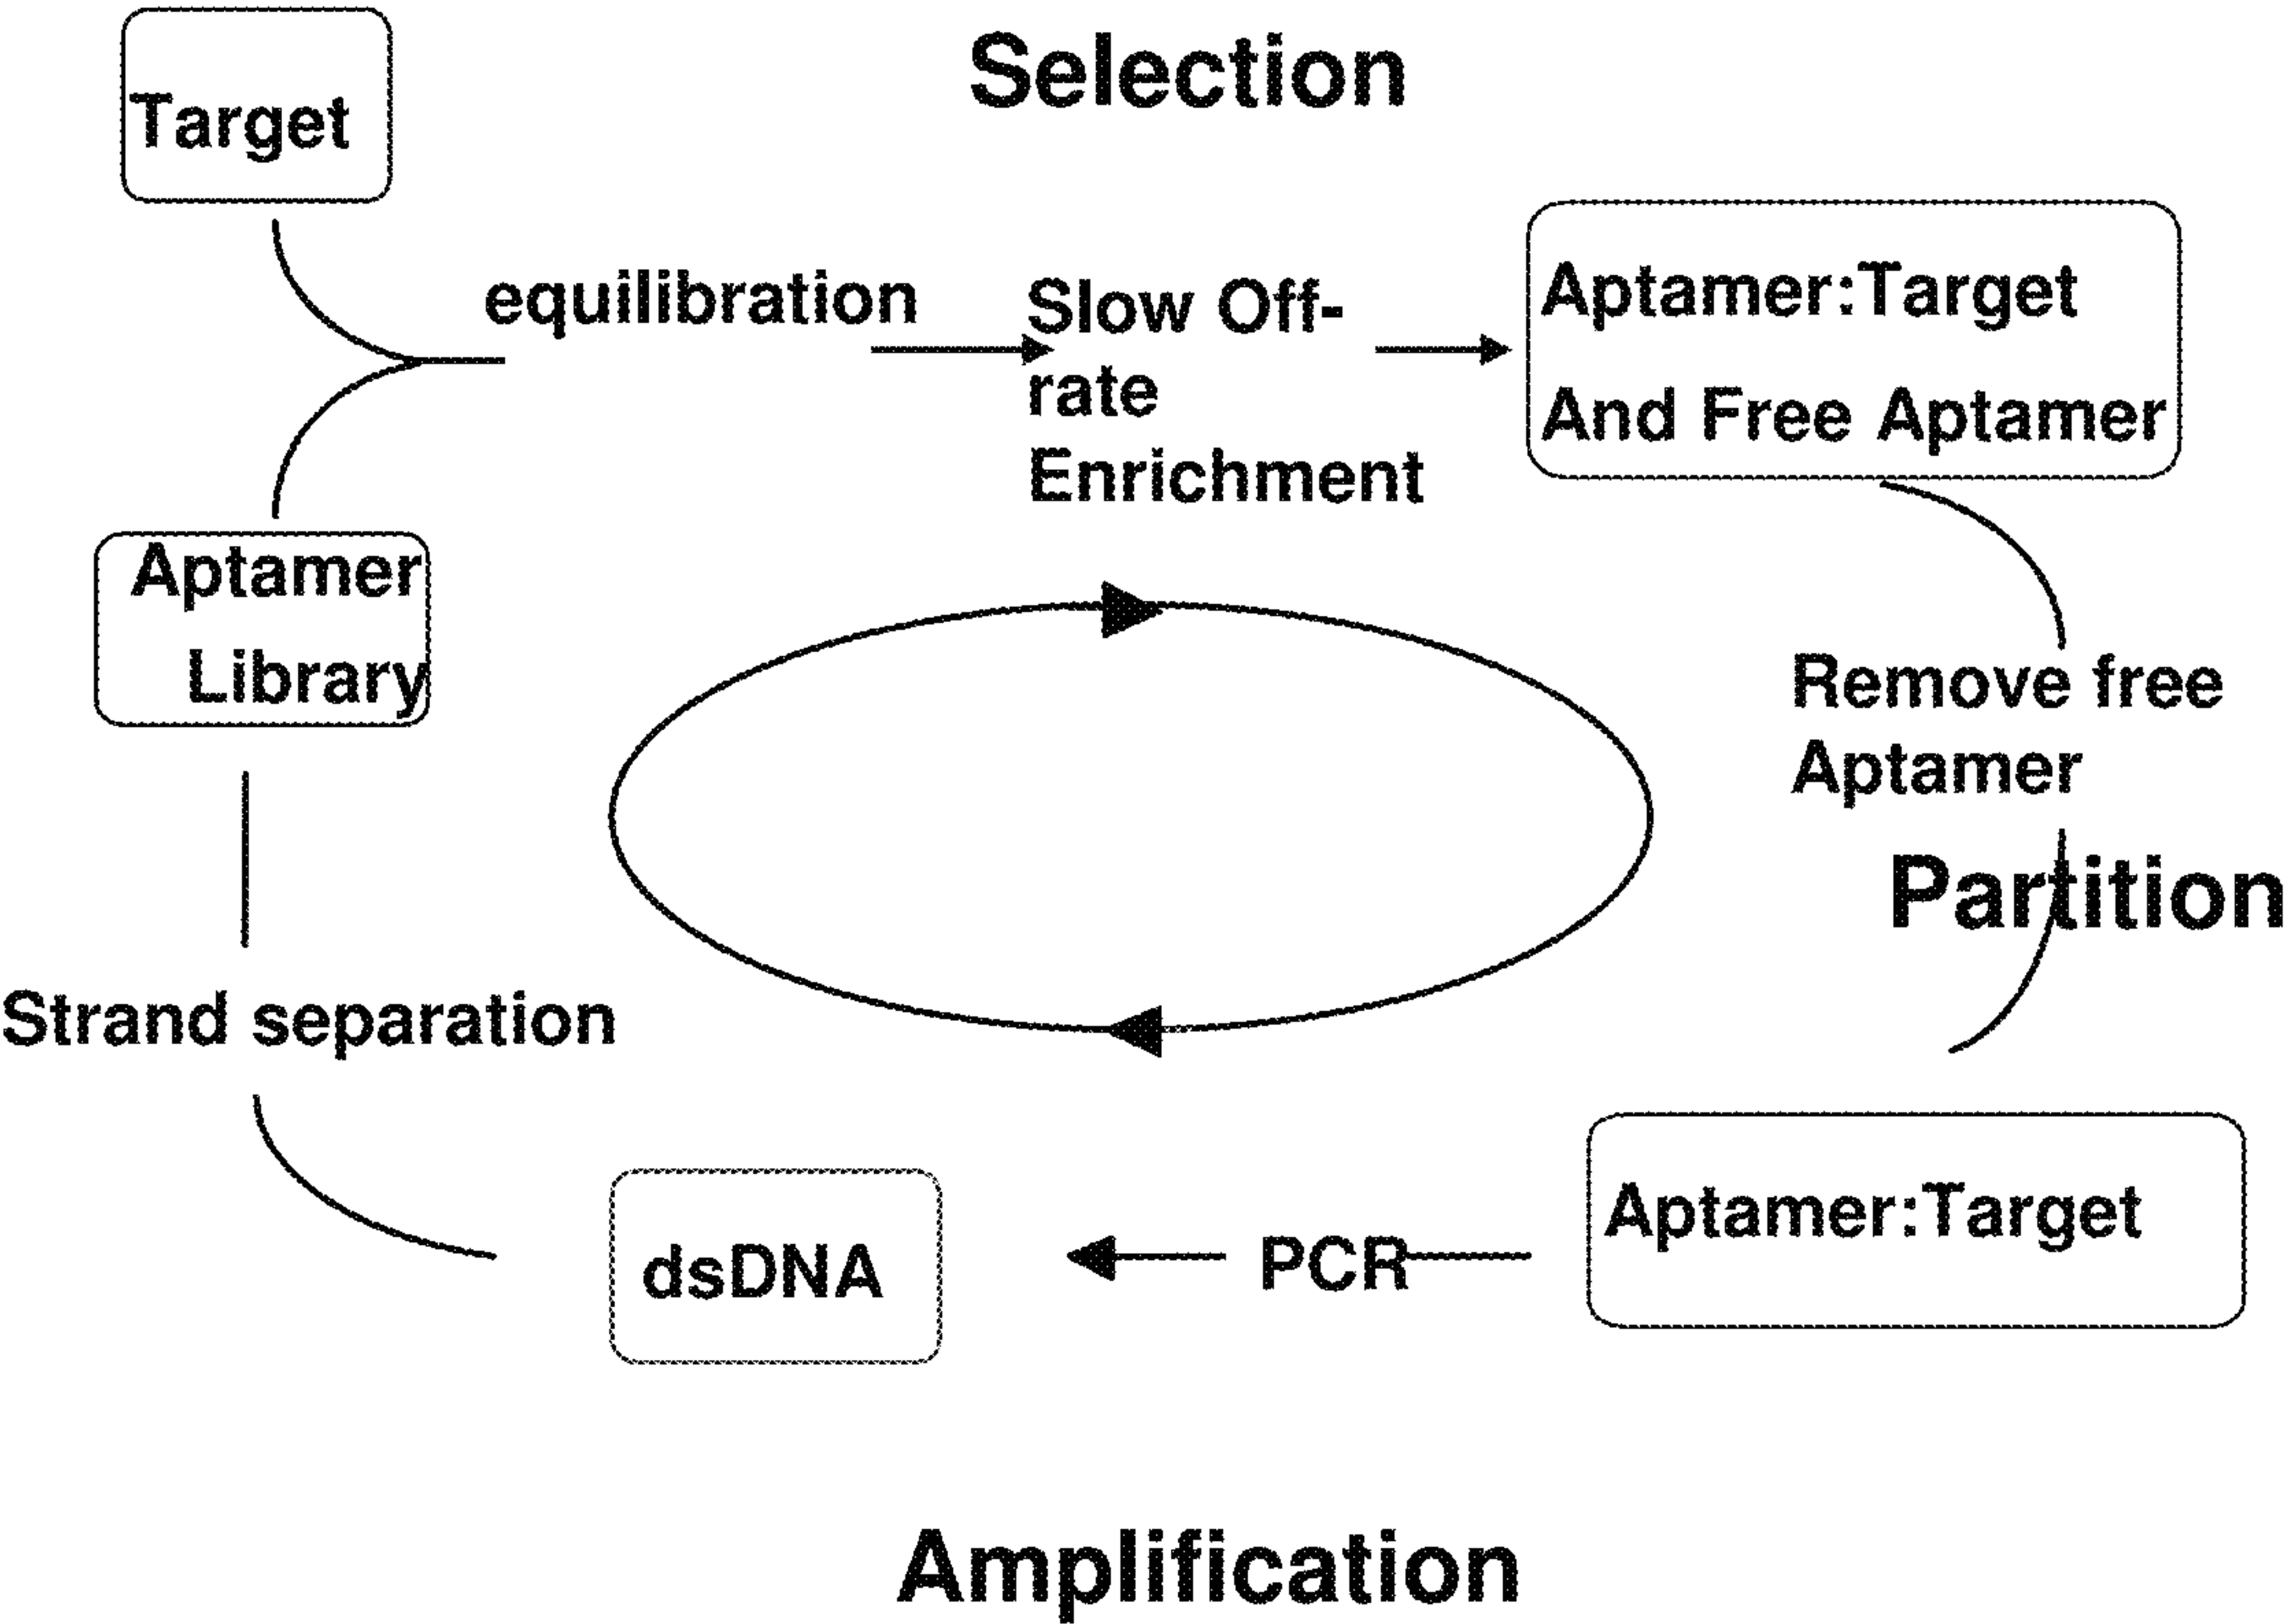 Selection
Target
equilibration
Slow Off-
rate
Enrichment
Aptamer:Target
And Free Aptamer
Aptamer
Library
Remove free
Aptamer
Partition
Strand separation
Aptamer:Target
PCR
dsDNA
Amplification